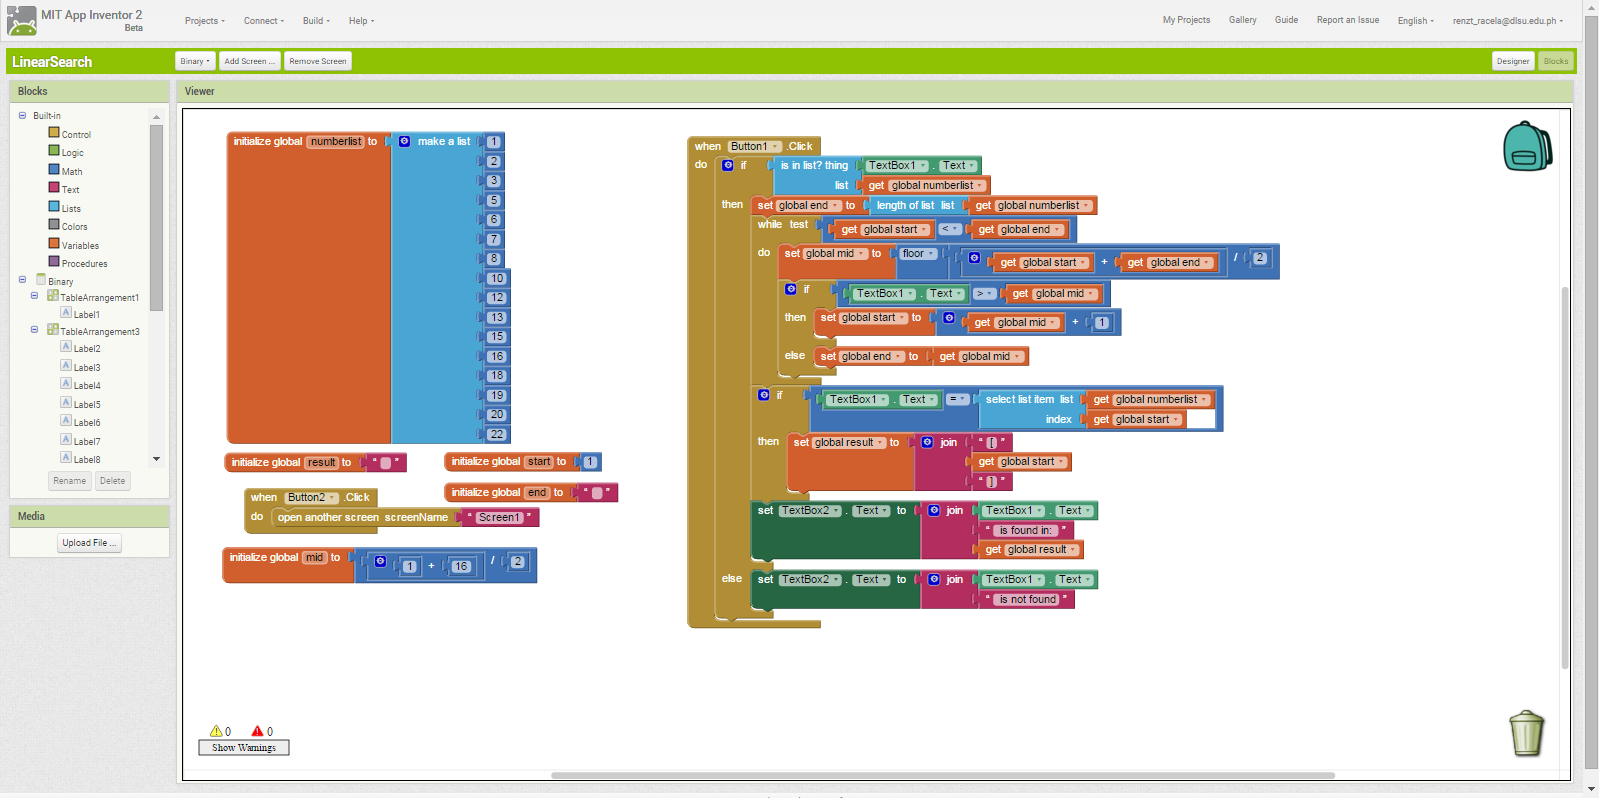 MIT App Inventor 2
Beta
Projects Connect Build Help
My Projects Gallery Guide Report an Issue English renzt_racela@dlsu.edu.ph
LinearSearch
Binary Add Screen ... Remove Screen
Designer Blocks
Blocks
Viewer
Built-in
Control
Logic
Math
Text
Lists
Colors
Variables
Procedures
Binary
TableArrangement1
Label1
TableArrangement3
Label2
Label3
Label4
Label5
Label6
Label7
Label8
Rename Delete
Media
Upload File ...
initialize global numberlist to make a list 1
2
3
5
6
7
8
10
12
13
15
16
18
19
20
22
initialize global result to “ ”
initialize global start to 1
initialize global end to “ ”
when Button2 .Click
do open another screen screenName “ Screen1 ”
initialize global mid to 1 + 16 / 2
when Button1 .Click
do if is in list? thing TextBox1 . Text
list get global numberlist
then set global end to length of list list get global numberlist
while test get global start < get global end
do set global mid to floor get global start + get global end / 2
if TextBox1 . Text > get global mid
then set global start to get global mid + 1
else set global end to get global mid
if TextBox1 . Text = select list item list get global numberlist
index get global start
then set global result to join “ [ ”
get global start
“ ] ”
set TextBox2 . Text to join TextBox1 . Text
“ is found in: ”
get global result
else set TextBox2 . Text to join TextBox1 . Text
“ is not found ”
0 0
Show Warnings